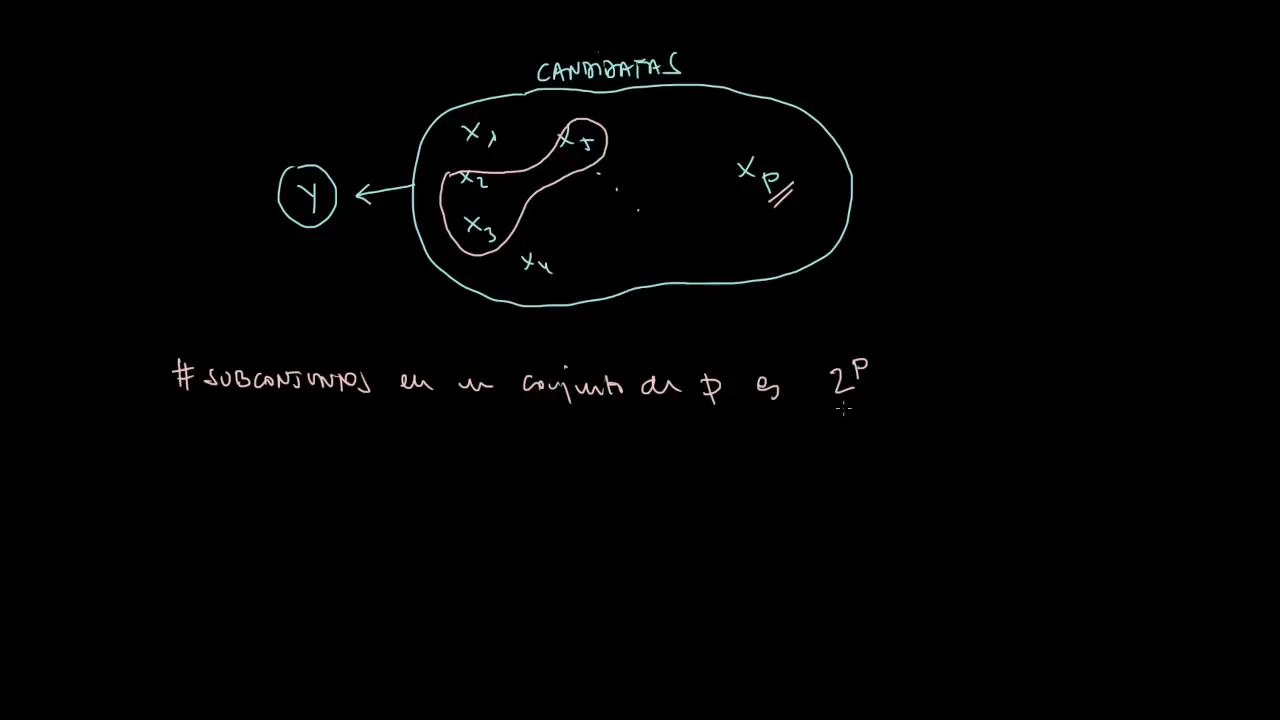 CANDIDATAS
X1 X5
X2
X3
X4
Xp
Y
# SUBCONJUNTOS en un conjunto de p es 2^p